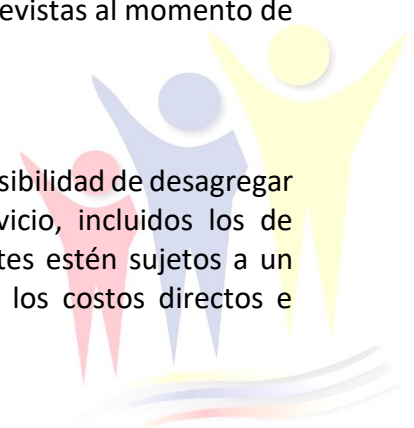 revistas al momento de
sibilidad de desagregar
vicio, incluidos los de
tes estén sujetos a un
los costos directos e